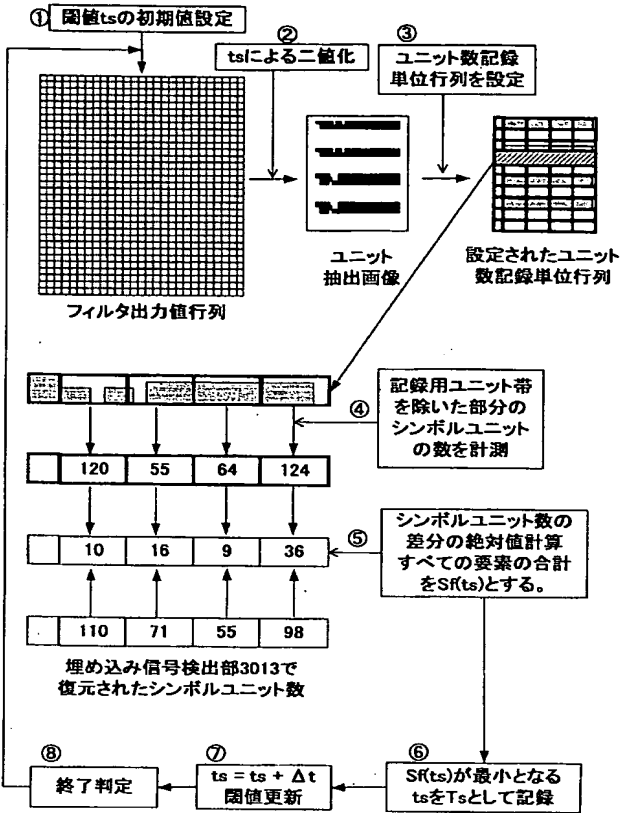 ① 閾値tsの初期値設定
② tsによる二値化
③ ユニット数記録
単位行列を設定
フィルタ出力値行列
ユニット
抽出画像
設定されたユニット
数記録単位行列
④ 記録用ユニット帯
を除いた部分の
シンボルユニット
の数を計測
120 55 64 124
⑤ シンボルユニット数の
差分の絶対値計算
すべての要素の合計
をSf(ts)とする。
10 16 9 36
110 71 55 98
埋め込み信号検出部3013で
復元されたシンボルユニット数
⑥ Sf(ts)が最小となる
tsをTsとして記録
⑦ ts = ts + Δt
閾値更新
⑧ 終了判定